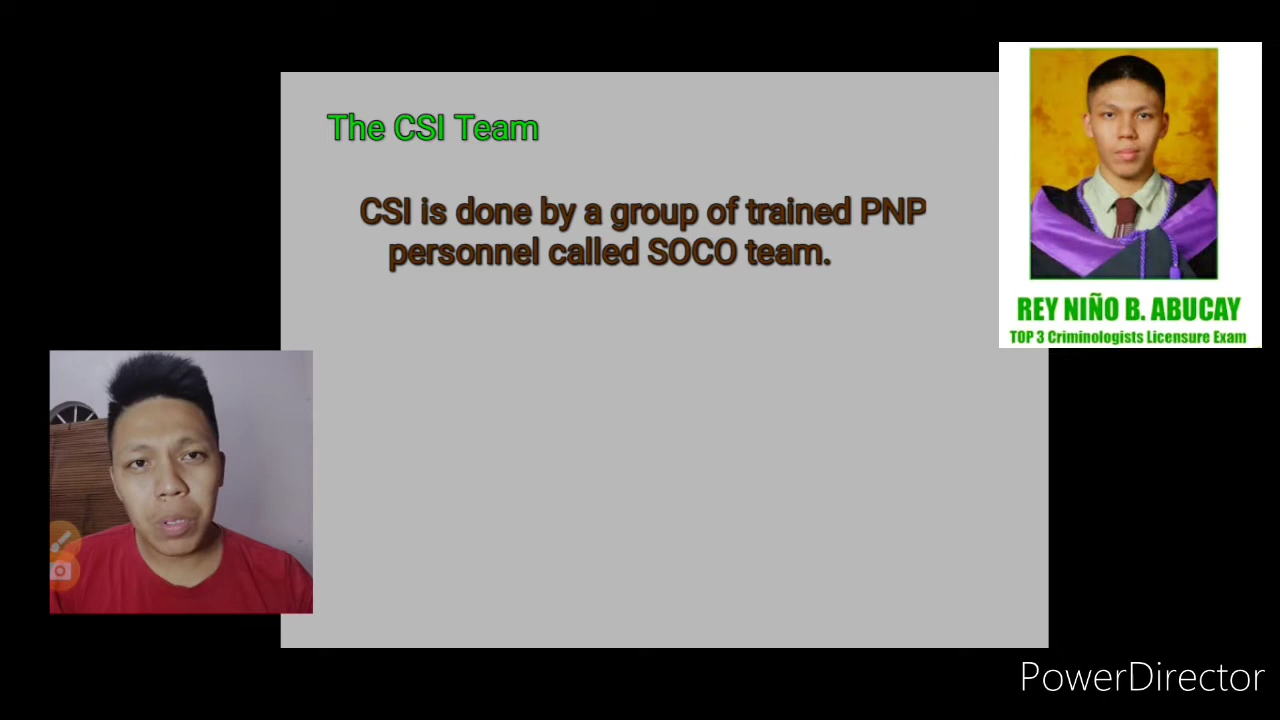 The CSI Team
CSI is done by a group of trained PNP
personnel called SOCO team.
REY NIÑO B. ABUCAY
TOP 3 Criminologists Licensure Exam
PowerDirector